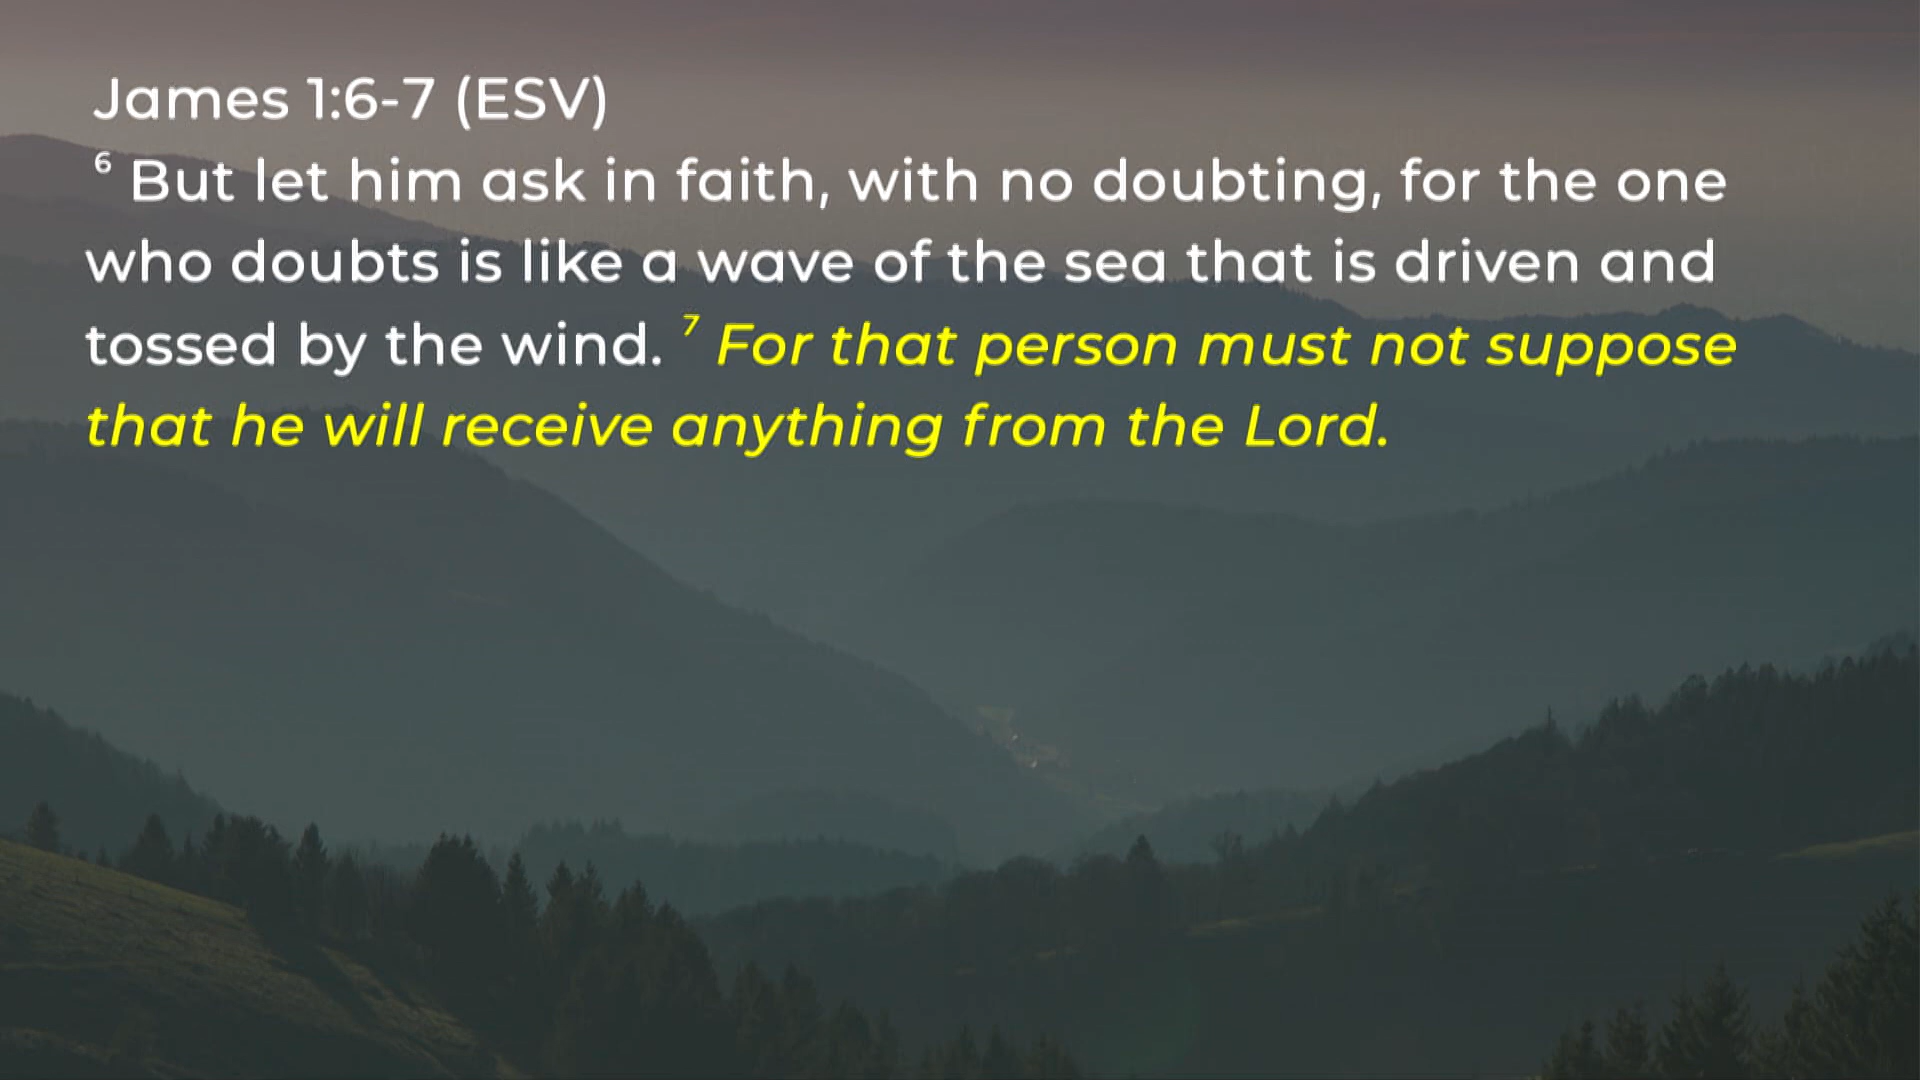 James 1:6-7 (ESV)
⁶ But let him ask in faith, with no doubting, for the one
who doubts is like a wave of the sea that is driven and
tossed by the wind. ⁷ For that person must not suppose
that he will receive anything from the Lord.